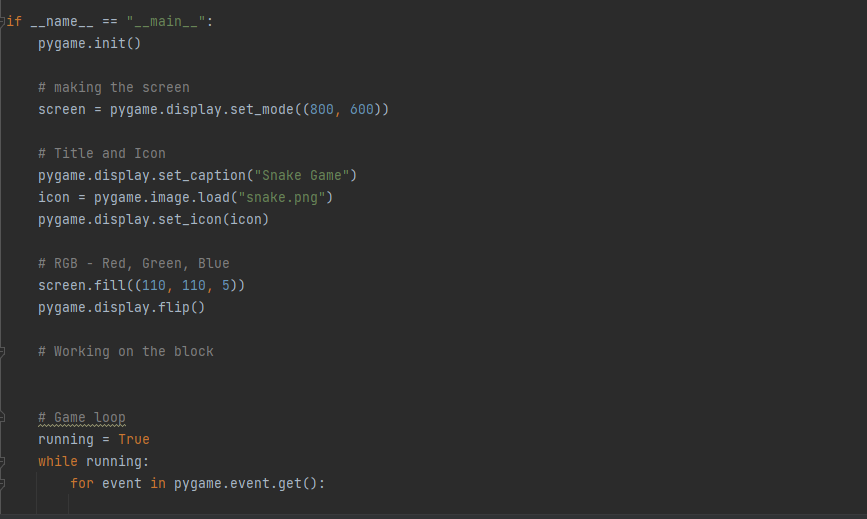 if __name__ == "__main__":
    pygame.init()

    # making the screen
    screen = pygame.display.set_mode((800, 600))

    # Title and Icon
    pygame.display.set_caption("Snake Game")
    icon = pygame.image.load("snake.png")
    pygame.display.set_icon(icon)

    # RGB - Red, Green, Blue
    screen.fill((110, 110, 5))
    pygame.display.flip()

    # Working on the block

    # Game loop
    running = True
    while running:
        for event in pygame.event.get():